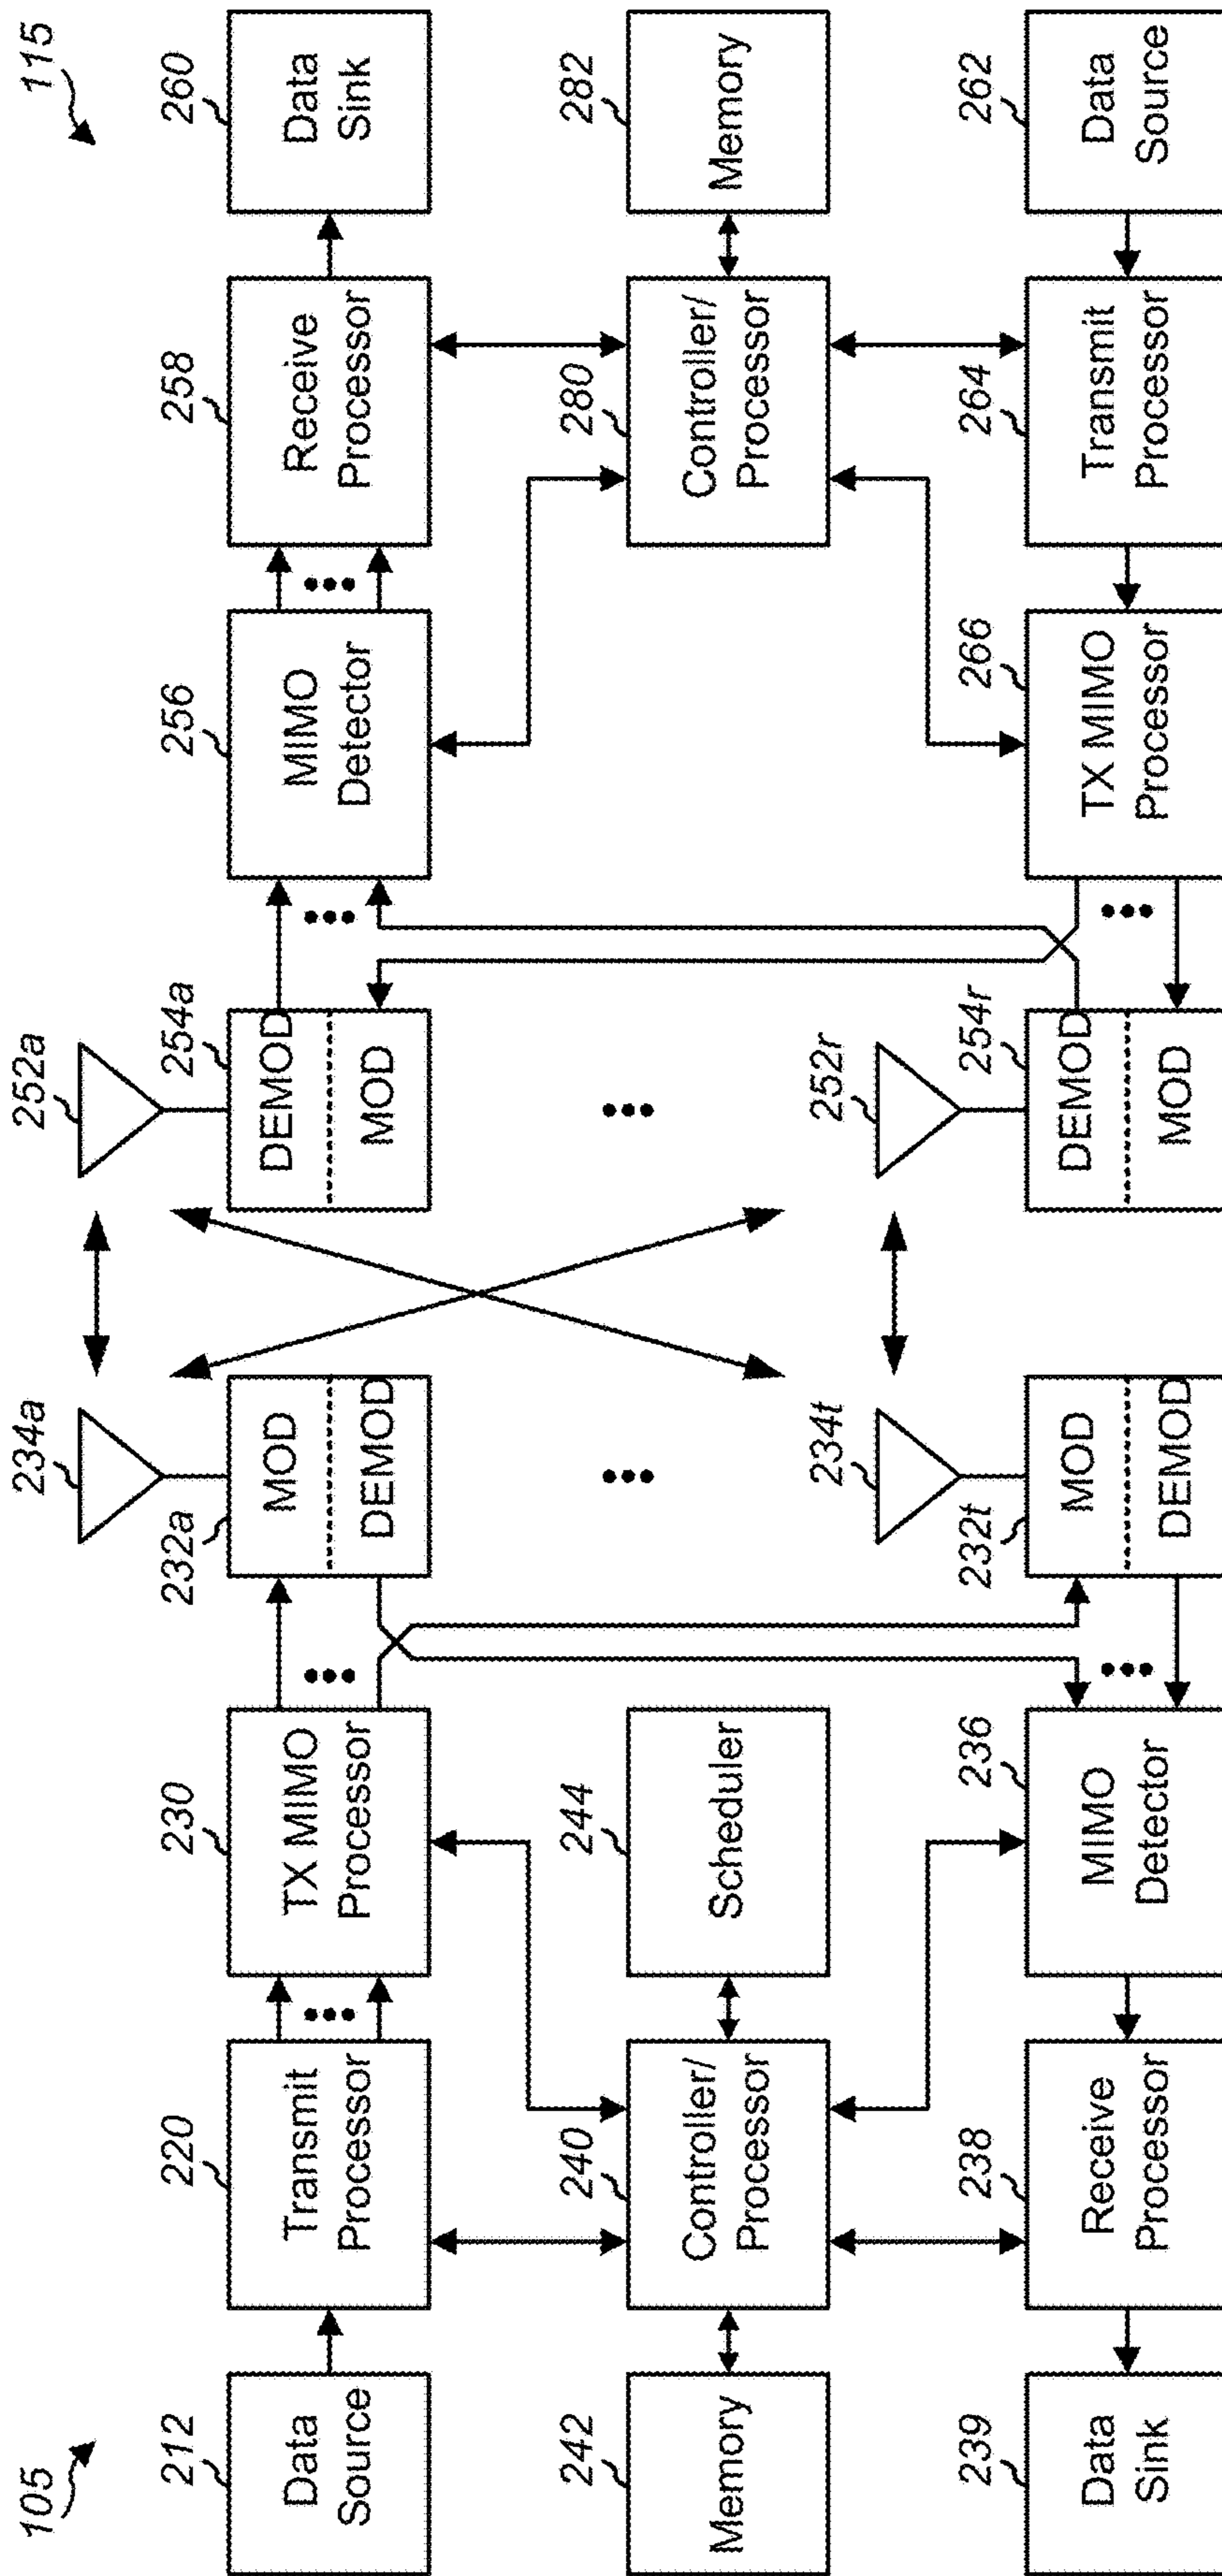 105
115
212
Data
Source
220
Transmit
Processor
230
TX MIMO
Processor
232a
MOD
DEMOD
234a
252a
254a
DEMOD
MOD
256
MIMO
Detector
258
Receive
Processor
260
Data
Sink
242
Memory
240
Controller/
Processor
244
Scheduler
280
Controller/
Processor
282
Memory
239
Data
Sink
238
Receive
Processor
236
MIMO
Detector
232t
MOD
DEMOD
234t
252r
254r
DEMOD
MOD
266
TX MIMO
Processor
264
Transmit
Processor
262
Data
Source